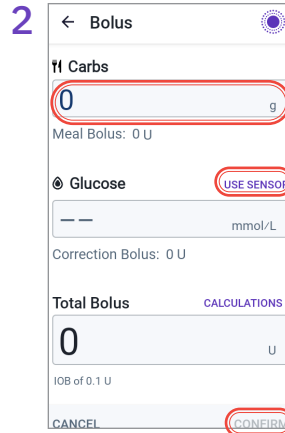 2
← Bolus
Carbs
0 g
Meal Bolus: 0 U
Glucose USE SENSOR
-- mmol/L
Correction Bolus: 0 U
Total Bolus CALCULATIONS
0 U
IOB of 0.1 U
CANCEL CONFIRM